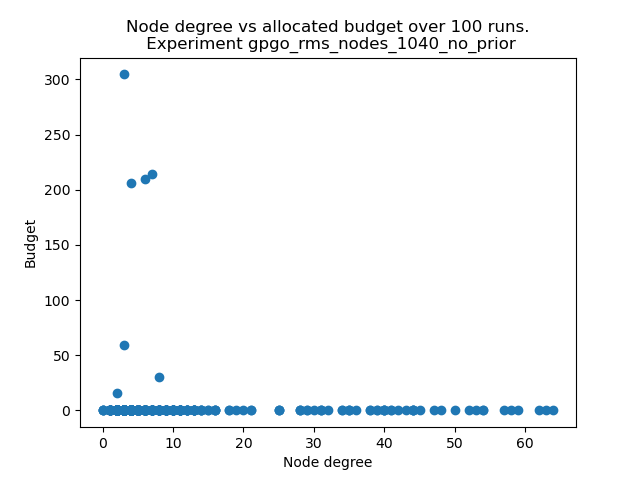 Node degree vs allocated budget over 100 runs.
Experiment gpgo_rms_nodes_1040_no_prior
300
250
200
150
100
50
0
Budget
0 10 20 30 40 50 60
Node degree